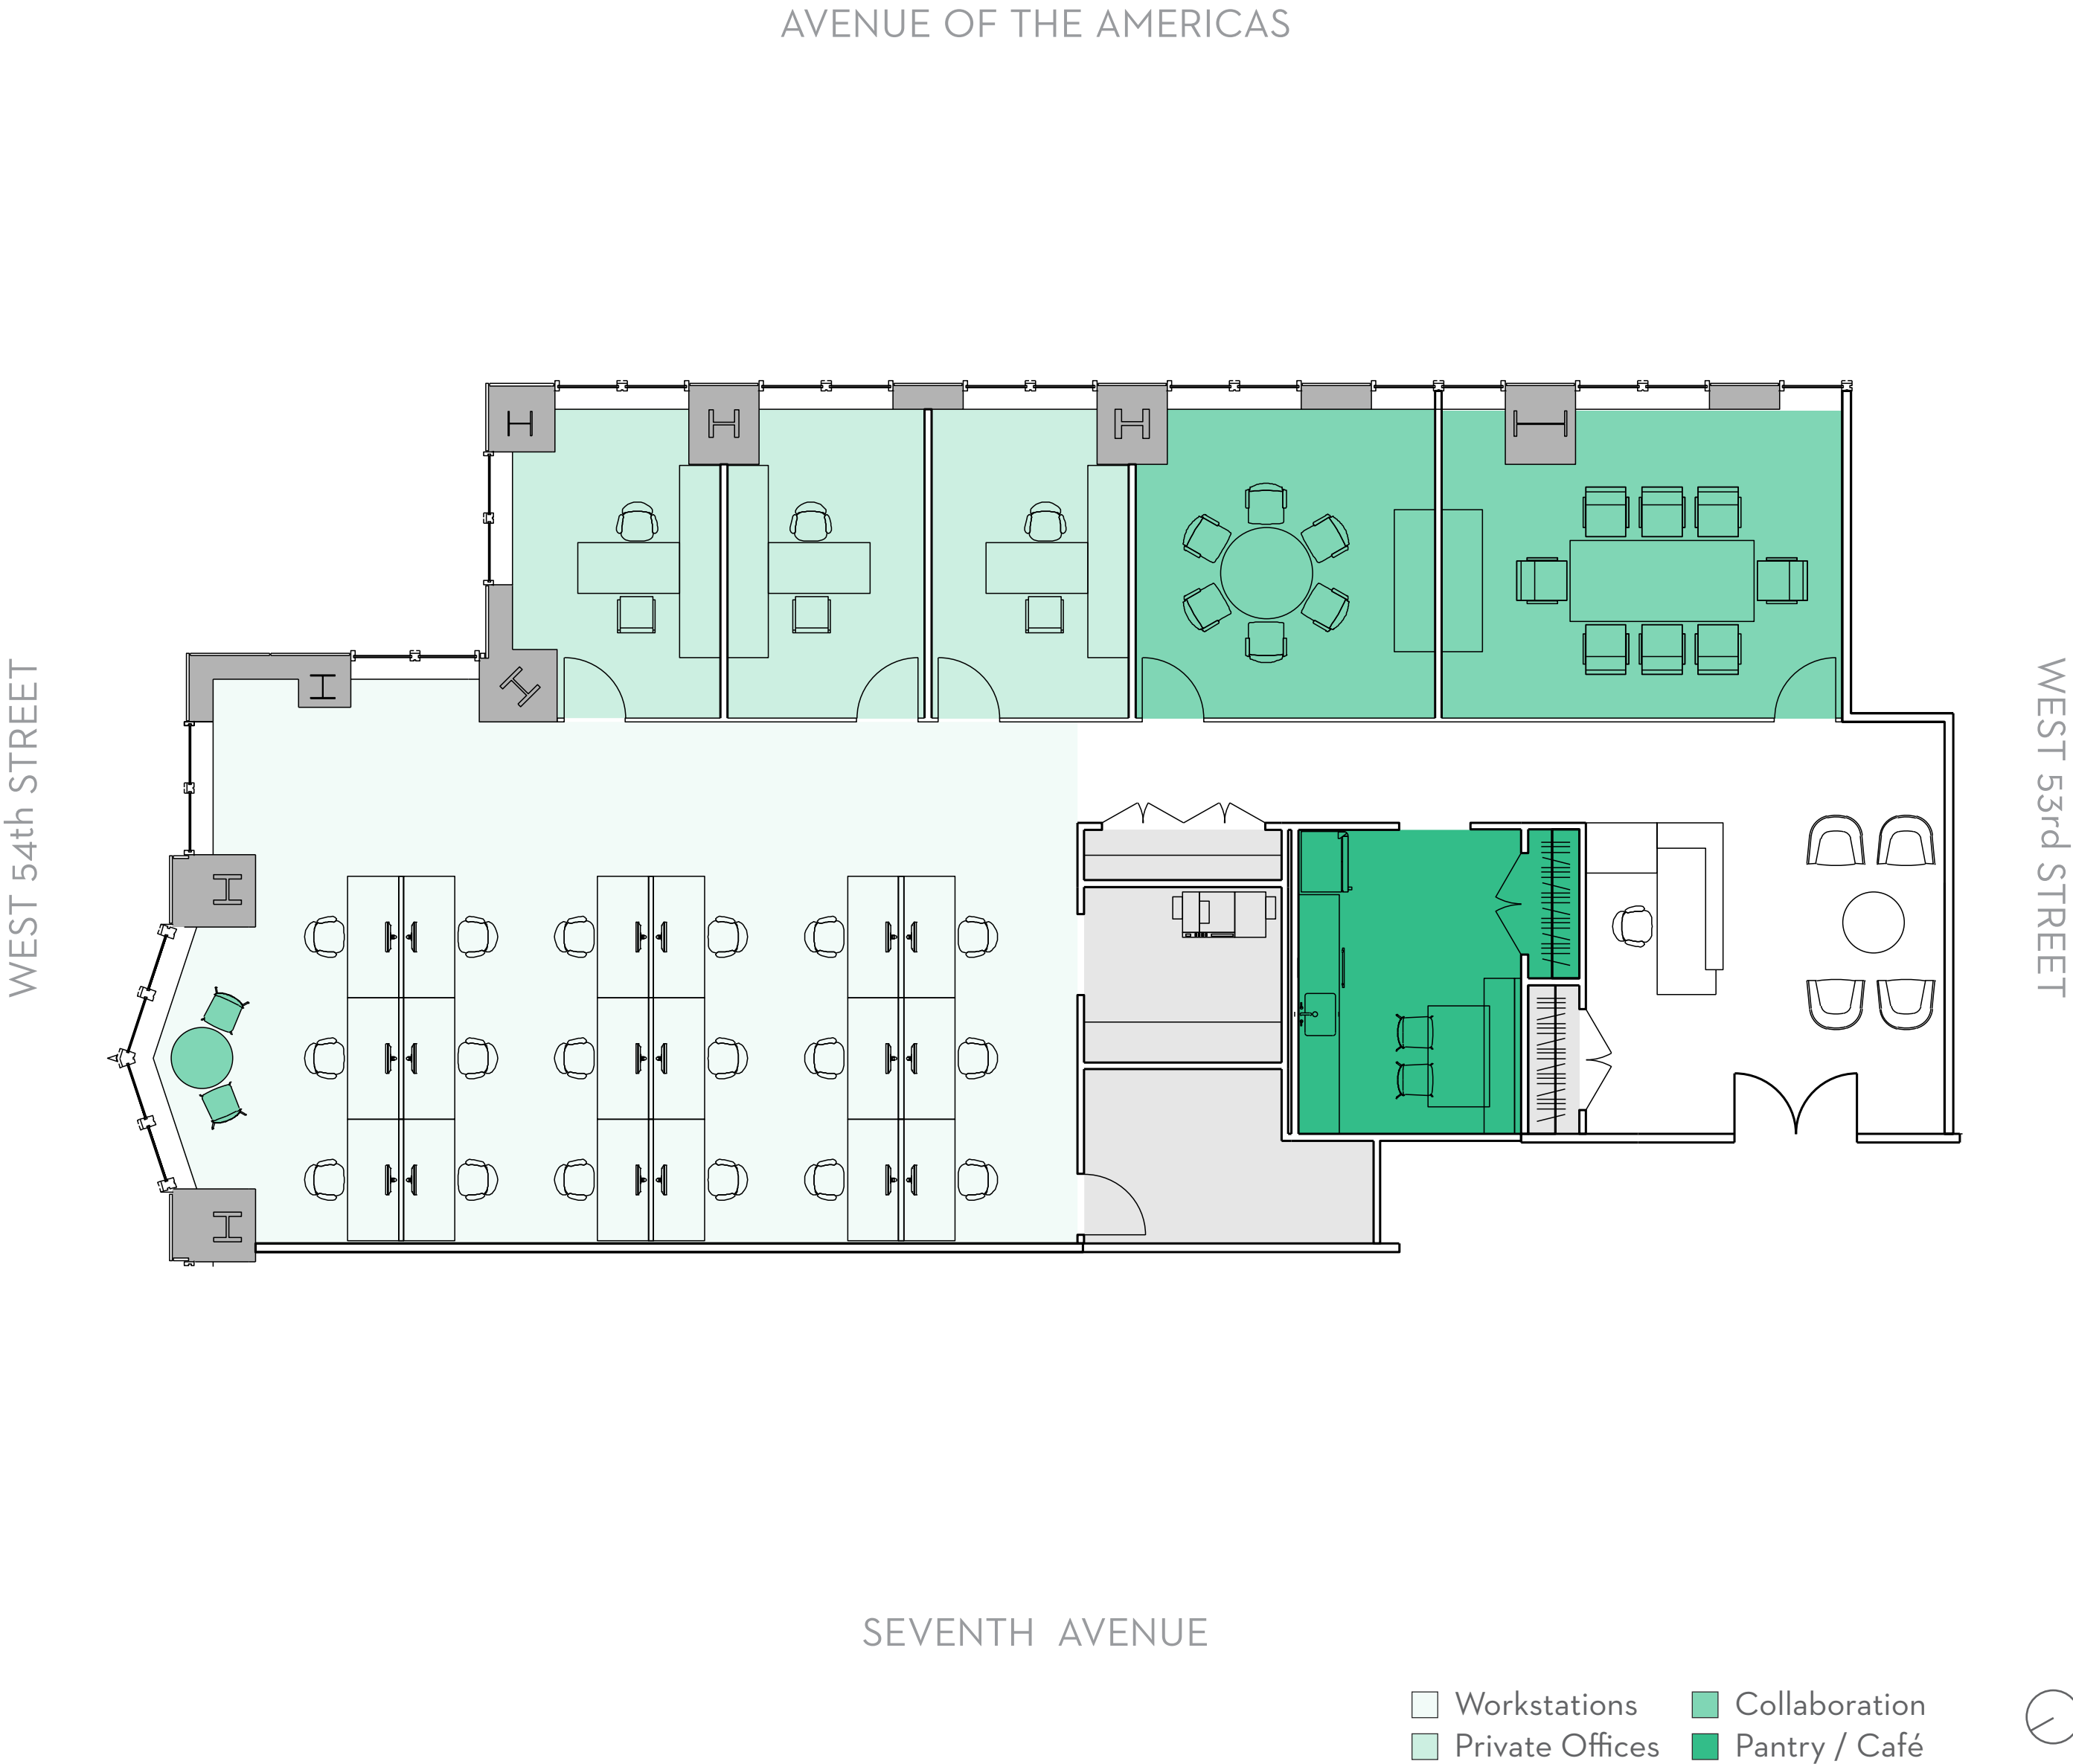 AVENUE OF THE AMERICAS
WEST 54th STREET
WEST 53rd STREET
SEVENTH AVENUE
Workstations
Collaboration
Private Offices
Pantry / Café